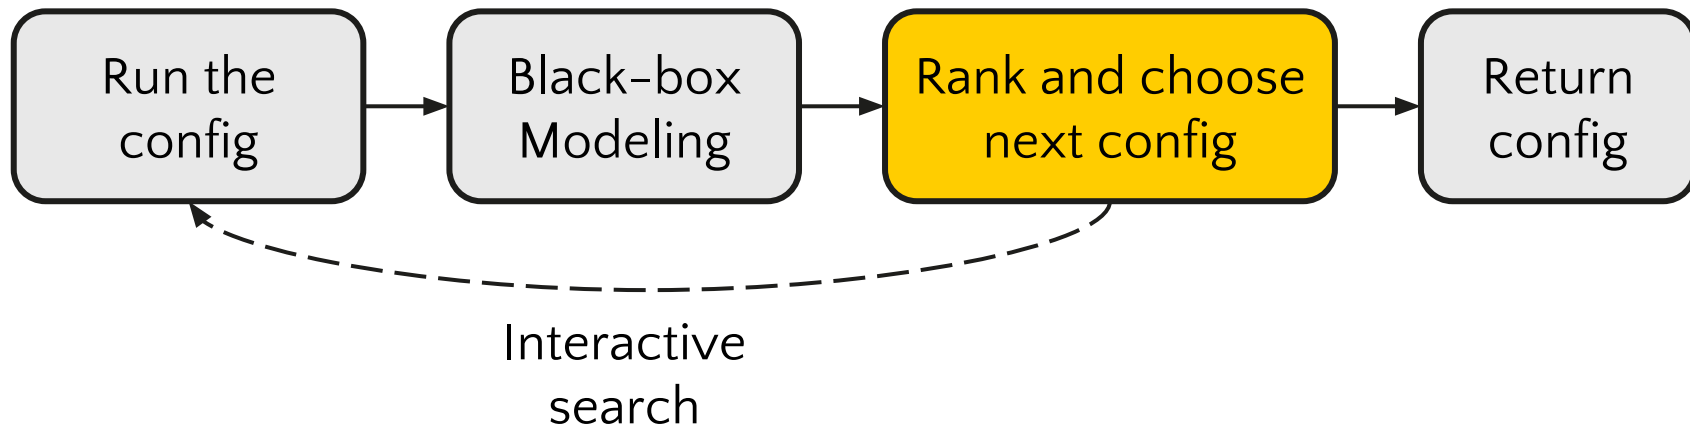 Run the
config
Black-box
Modeling
Rank and choose
next config
Return
config
Interactive
search